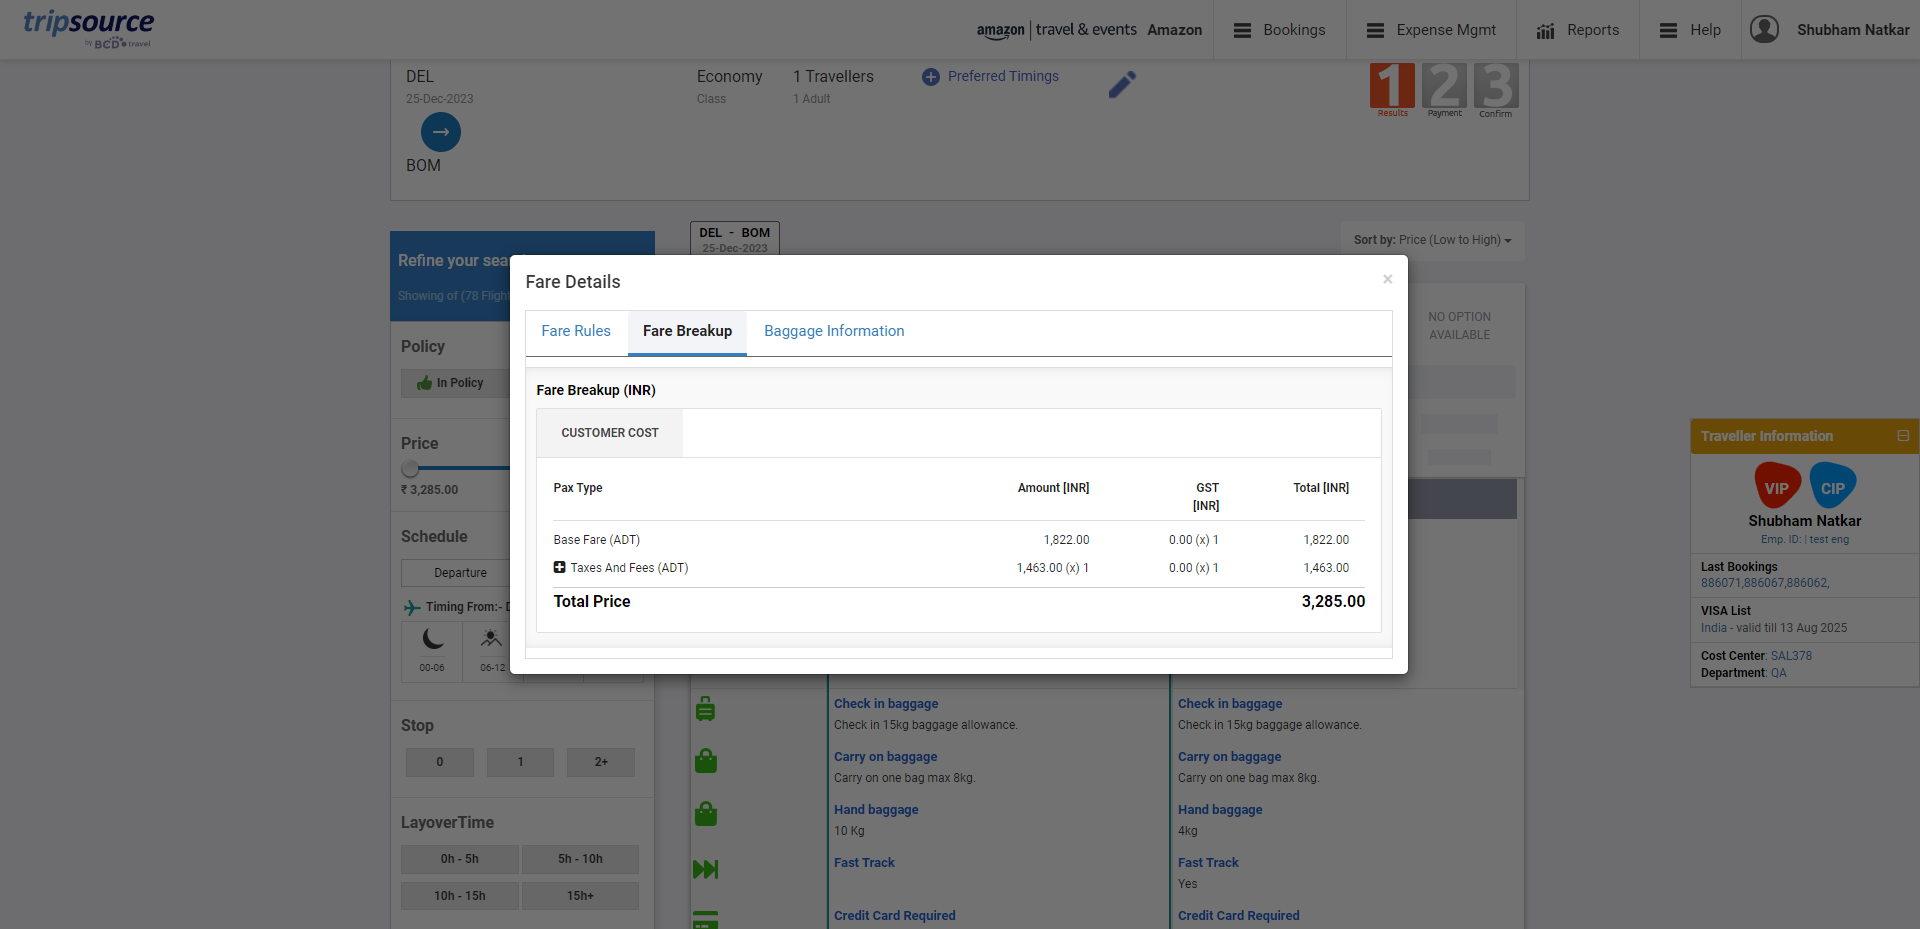 tripsource
by BCD travel
amazon | travel & events Amazon
Bookings
Expense Mgmt
Reports
Help
Shubham Natkar
DEL
25-Dec-2023
BOM
Economy
Class
1 Travellers
1 Adult
Preferred Timings
1 2 3
Results Payment Confirm
DEL - BOM
25-Dec-2023
Sort by: Price (Low to High)
Refine your sea
Showing of (78 Fligh
Policy
In Policy
Price
₹ 3,285.00
Schedule
Departure
Timing From:- D
00-06 06-12
Stop
0 1 2+
LayoverTime
0h - 5h 5h - 10h
10h - 15h 15h+
Fare Details ×
Fare Rules Fare Breakup Baggage Information
Fare Breakup (INR)
CUSTOMER COST
Pax Type Amount [INR] GST [INR] Total [INR]
Base Fare (ADT) 1,822.00 0.00 (x) 1 1,822.00
Taxes And Fees (ADT) 1,463.00 (x) 1 0.00 (x) 1 1,463.00
Total Price 3,285.00
NO OPTION
AVAILABLE
Check in baggage
Check in 15kg baggage allowance.
Carry on baggage
Carry on one bag max 8kg.
Hand baggage
10 Kg
Fast Track
Credit Card Required
Check in baggage
Check in 15kg baggage allowance.
Carry on baggage
Carry on one bag max 8kg.
Hand baggage
4kg
Fast Track
Yes
Credit Card Required
Traveller Information
VIP CIP
Shubham Natkar
Emp. ID: | test eng
Last Bookings
886071,886067,886062,
VISA List
India - valid till 13 Aug 2025
Cost Center: SAL378
Department: QA